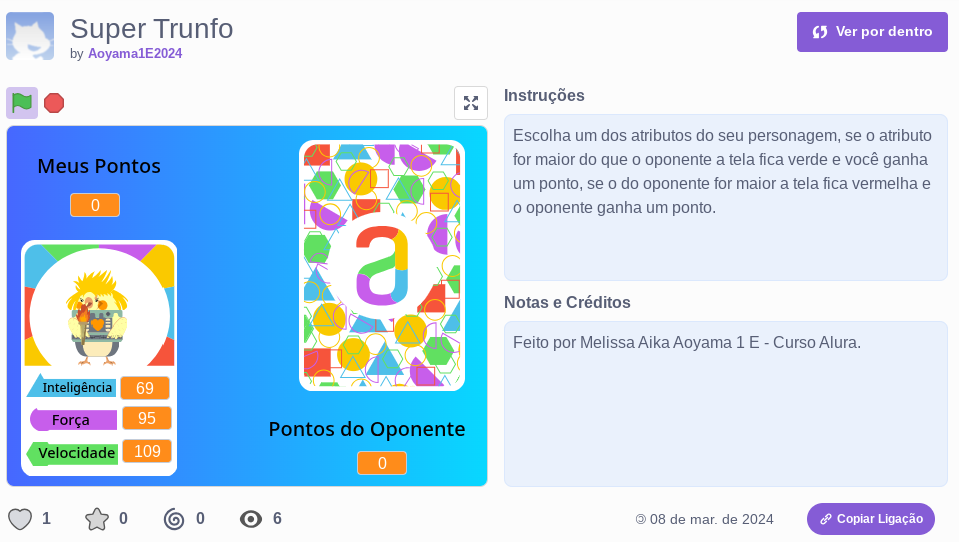 Super Trunfo
by Aoyama1E2024
Ver por dentro
Meus Pontos
0
Inteligência 69
Força 95
Velocidade 109
a
Pontos do Oponente
0
Instruções
Escolha um dos atributos do seu personagem, se o atributo
for maior do que o oponente a tela fica verde e você ganha
um ponto, se o do oponente for maior a tela fica vermelha e
o oponente ganha um ponto.
Notas e Créditos
Feito por Melissa Aika Aoyama 1 E - Curso Alura.
1 0 0 6
© 08 de mar. de 2024
Copiar Ligação